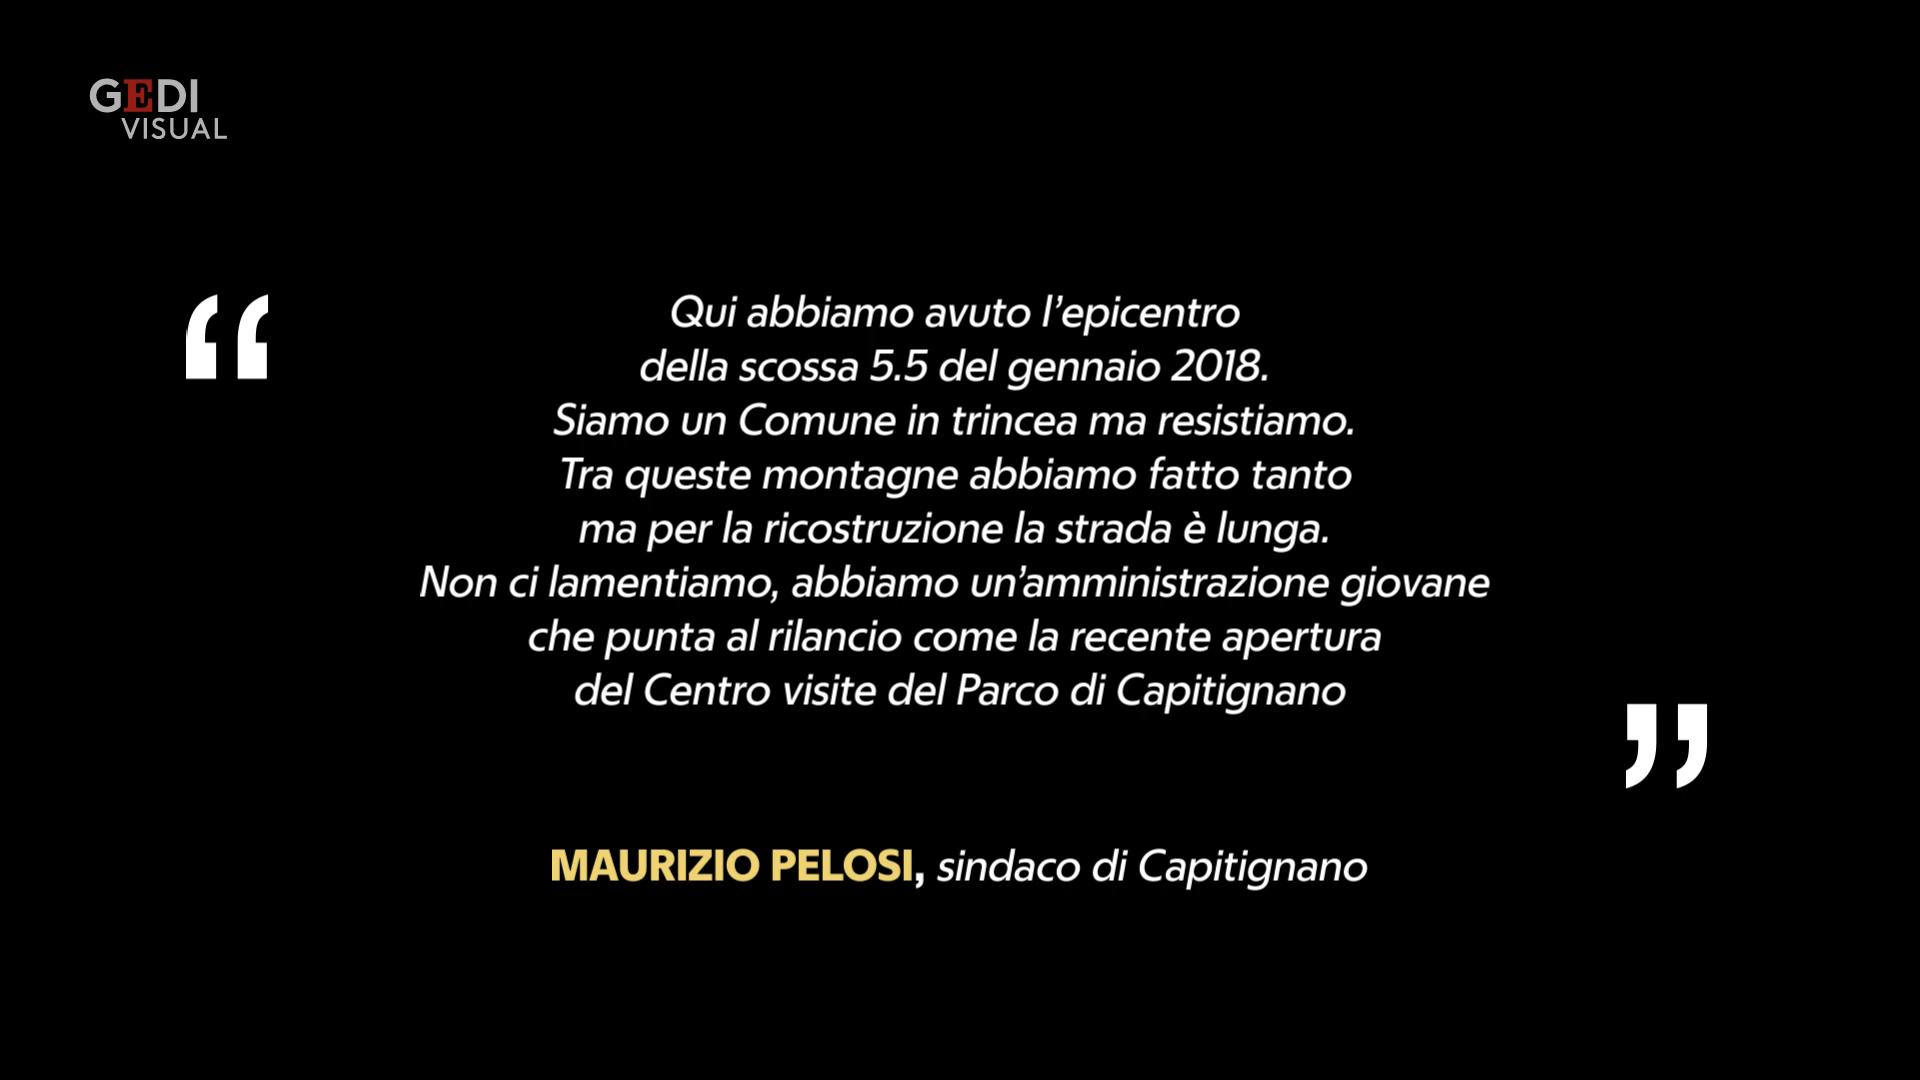 GEDI
VISUAL
“
Qui abbiamo avuto l’epicentro
della scossa 5.5 del gennaio 2018.
Siamo un Comune in trincea ma resistiamo.
Tra queste montagne abbiamo fatto tanto
ma per la ricostruzione la strada è lunga.
Non ci lamentiamo, abbiamo un’amministrazione giovane
che punta al rilancio come la recente apertura
del Centro visite del Parco di Capitignano
”
MAURIZIO PELOSI, sindaco di Capitignano